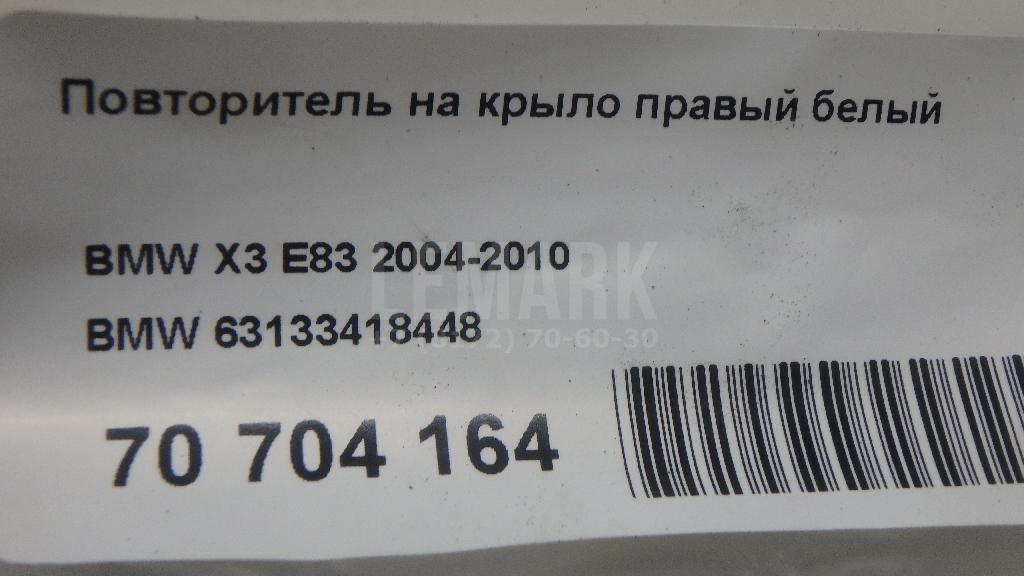 Повторитель на крыло правый белый
BMW X3 E83 2004-2010
LEMARK
BMW 63133418448
70-60-30
70 704 164